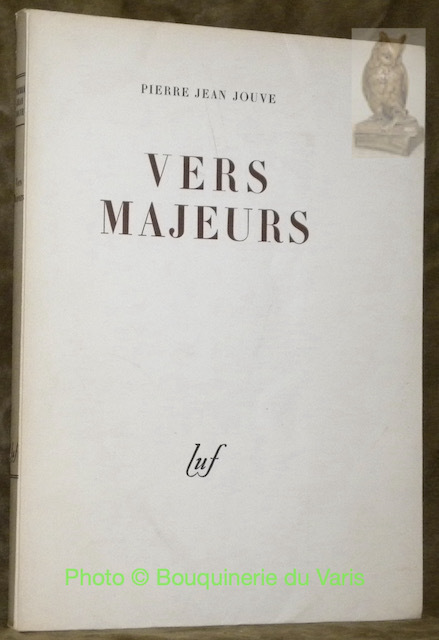 PIERRE JEAN JOUVE
VERS
MAJEURS
luf
Photo © Bouquinerie du Varis